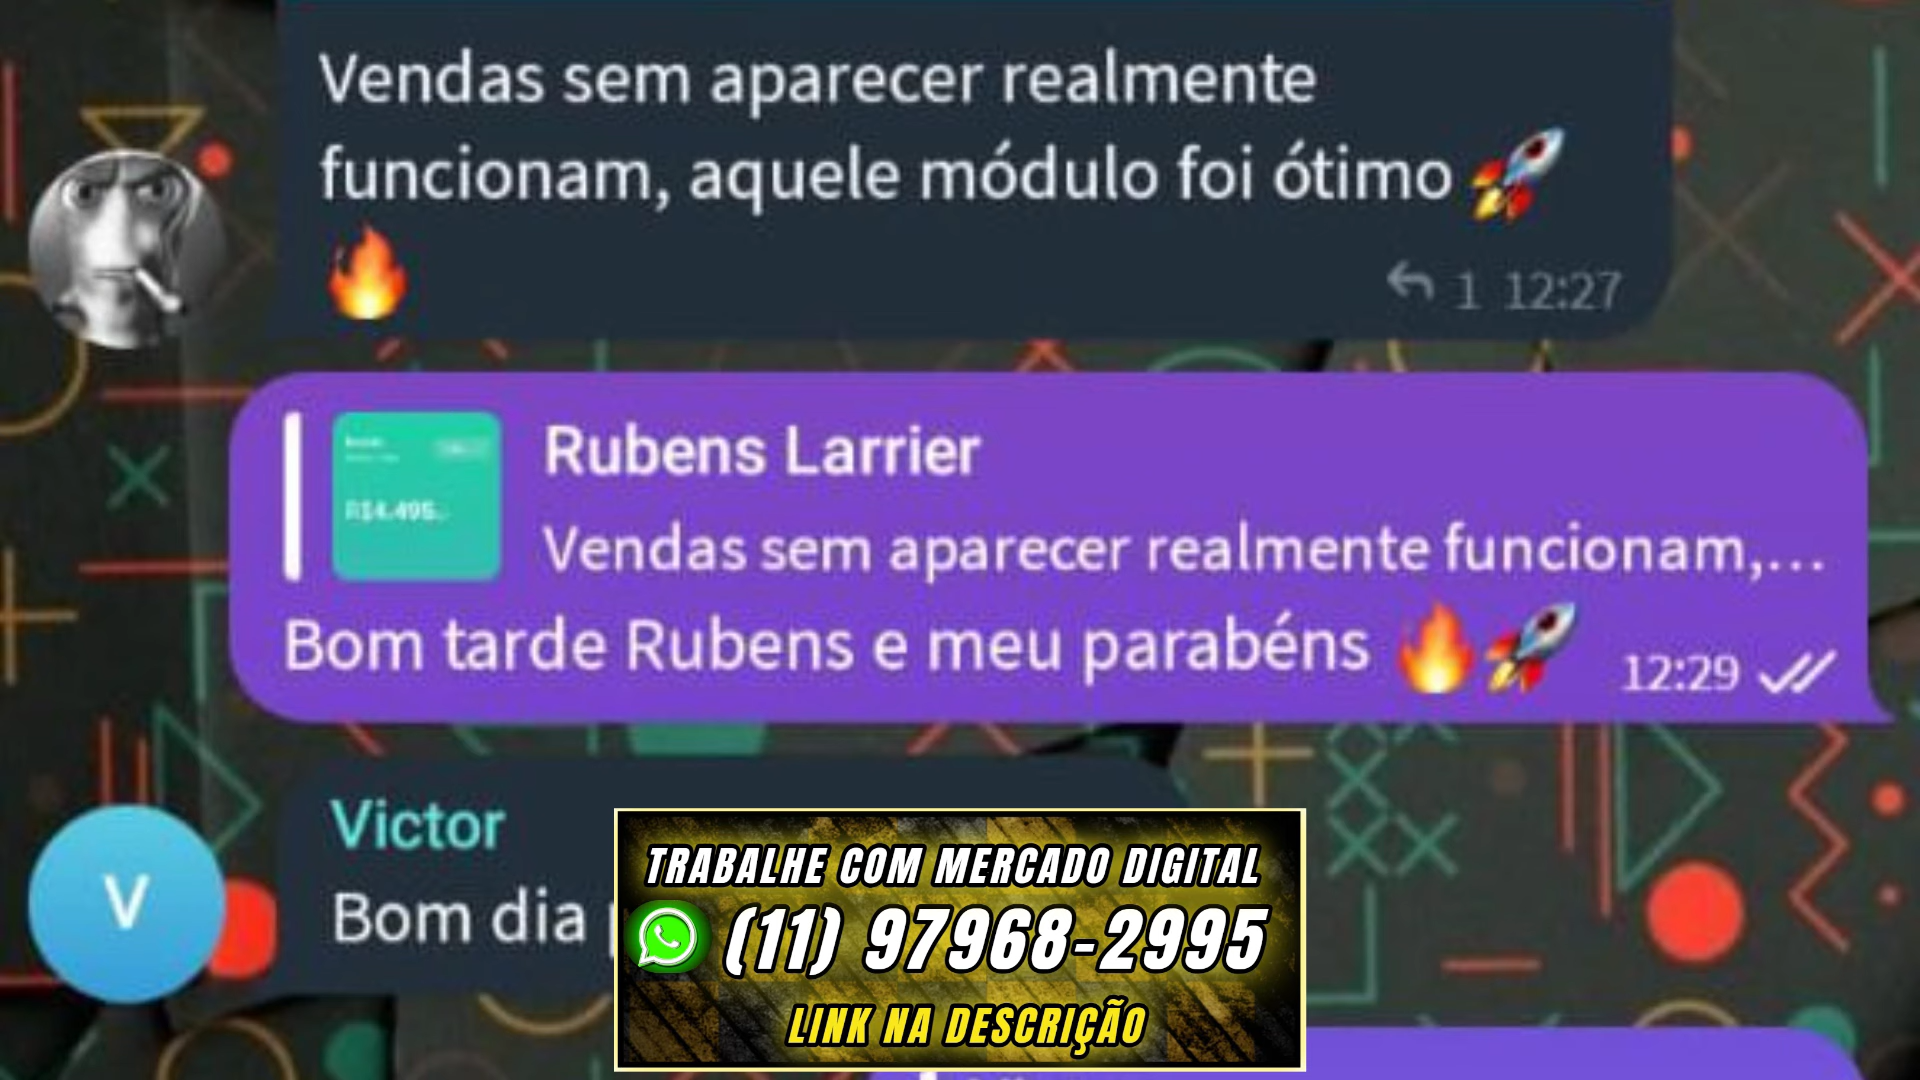 Vendas sem aparecer realmente
funcionam, aquele módulo foi ótimo 🚀
🔥
1 12:27
Rubens Larrier
R$4.495..
Vendas sem aparecer realmente funcionam,...
Bom tarde Rubens e meu parabéns 🔥🚀
12:29
V
Victor
Bom dia
TRABALHE COM MERCADO DIGITAL
(11) 97968-2995
LINK NA DESCRIÇÃO